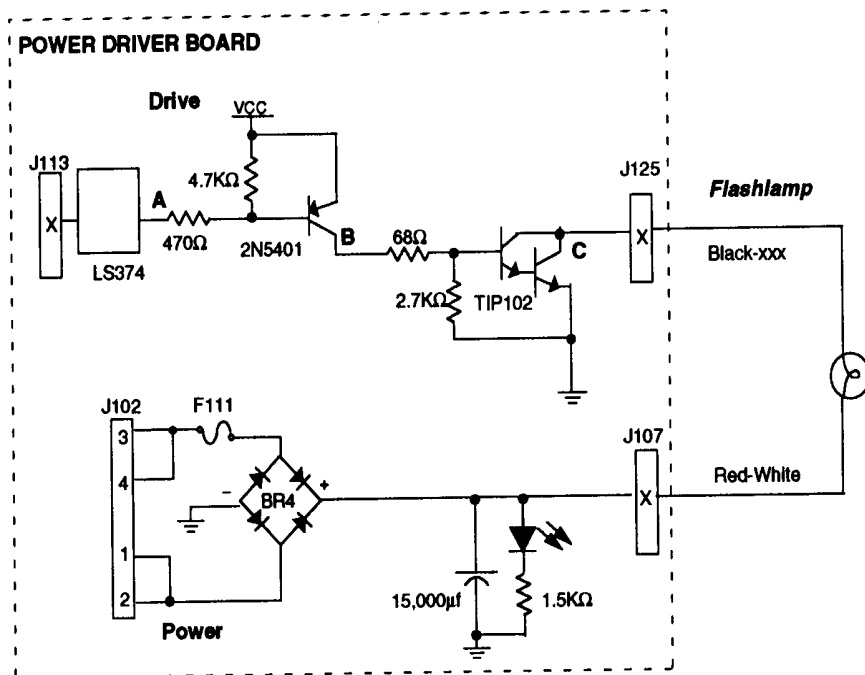 POWER DRIVER BOARD
Drive
VCC
J113
4.7KΩ
J125
A
Flashlamp
X
B
68Ω
X
470Ω
2N5401
C
Black-xxx
LS374
2.7KΩ
TIP102
J102
F111
3
J107
4
-
BR4
+
Red-White
X
1
2
15,000µf
1.5KΩ
Power